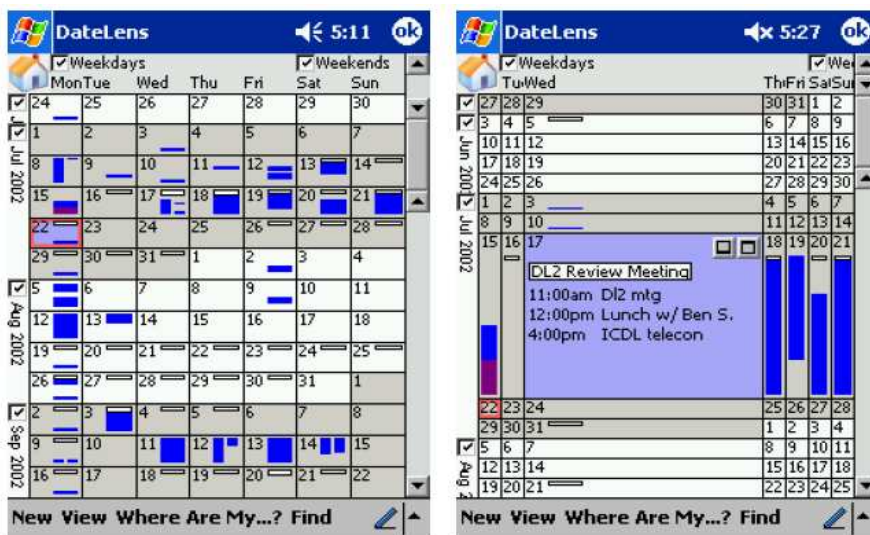 DateLens 5:11 ok
Weekdays Weekends
Mon Tue Wed Thu Fri Sat Sun
24 25 26 27 28 29 30
1 2 3 4 5 6 7
Jul 2002
8 9 10 11 12 13 14
15 16 17 18 19 20 21
22 23 24 25 26 27 28
29 30 31 1 2 3 4
5 6 7 8 9 10 11
Aug 2002
12 13 14 15 16 17 18
19 20 21 22 23 24 25
26 27 28 29 30 31 1
2 3 4 5 6 7 8
Sep 2002
9 10 11 12 13 14 15
16 17 18 19 20 21 22
New View Where Are My...? Find
DateLens 5:27 ok
Weekdays
Wed Fri
27 28 29 30 31 1 2
3 4 5 6 7 8 9
10 11 12 13 14 15 16
17 18 19 20 21 22 23
24 25 26 27 28 29 30
1 2 3 4 5 6 7
Jul 2002
8 9 10 11 12 13 14
15 16 17 18 19 20 21
DL2 Review Meeting
11:00am Dl2 mtg
12:00pm Lunch w/ Ben S.
4:00pm ICDL telecon
22 23 24 25 26 27 28
29 30 31 1 2 3 4
5 6 7 8 9 10 11
12 13 14 15 16 17 18
19 20 21 22 23 24 25
New View Where Are My...? Find